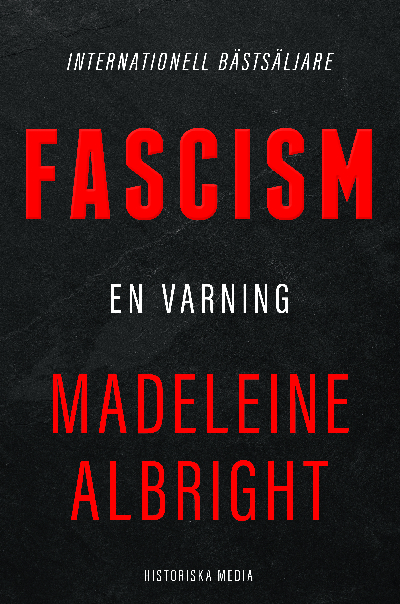 INTERNATIONELL BÄSTSÄLJARE
FASCISM
EN VARNING
MADELEINE
ALBRIGHT
HISTORISKA MEDIA